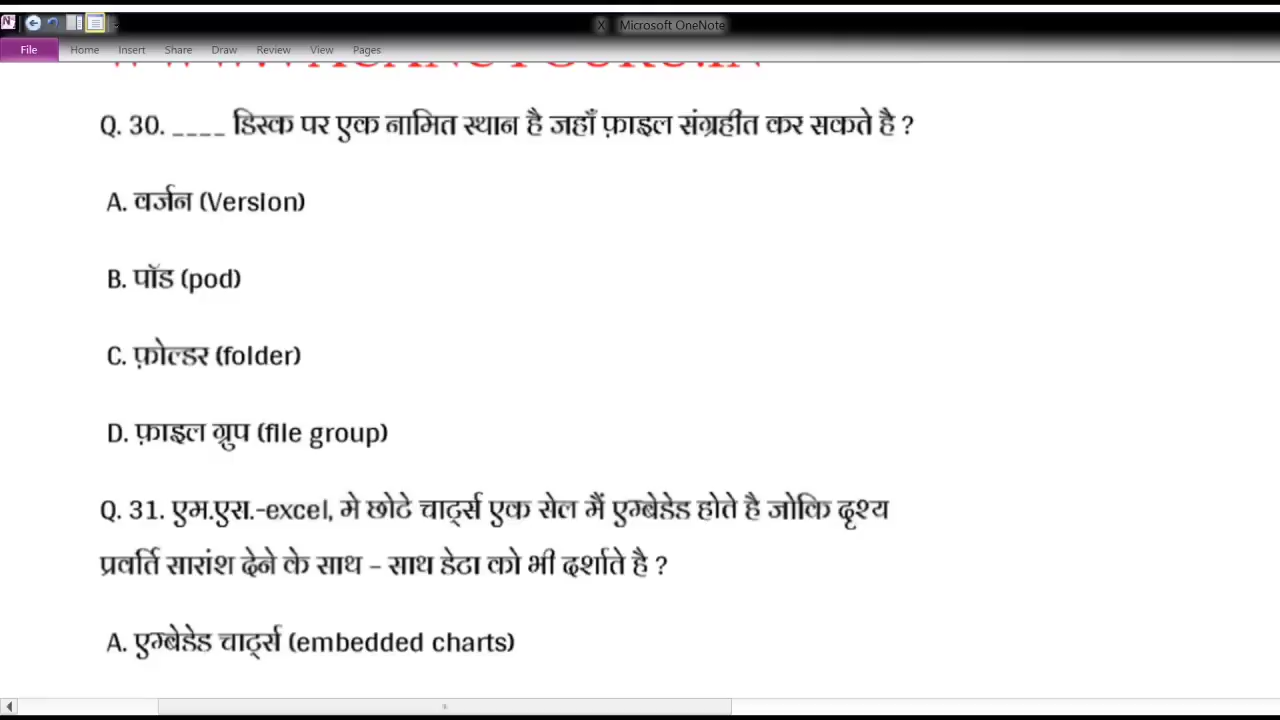 X Microsoft OneNote
File Home Insert Share Draw Review View Pages
Q. 30. ____ डिस्क पर एक नामित स्थान है जहाँ फ़ाइल संग्रहीत कर सकते है ?
A. वर्जन (Version)
B. पॉड (pod)
C. फ़ोल्डर (folder)
D. फ़ाइल ग्रुप (file group)
Q. 31. एम.एस.-excel, मे छोटे चार्ट्स एक सेल मैं एम्बेडेड होते है जोकि दृश्य
प्रवर्ति सारांश देने के साथ – साथ डेटा को भी दर्शाते है ?
A. एम्बेडेड चार्ट्स (embedded charts)